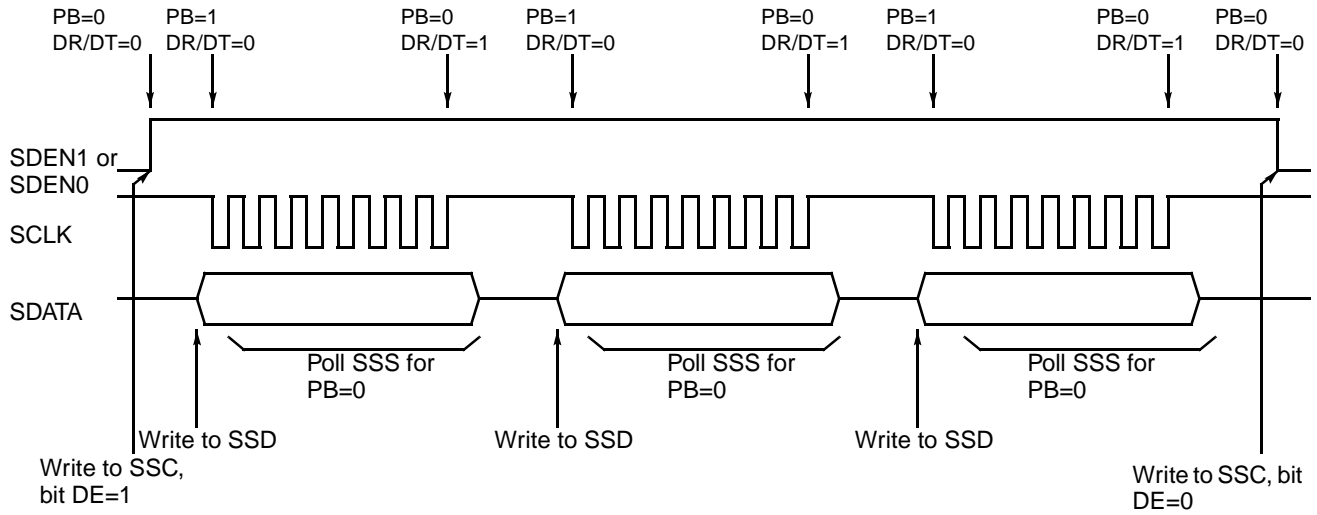 PB=0 PB=1 PB=0 PB=1 PB=0 PB=1 PB=0 PB=0
DR/DT=0 DR/DT=0 DR/DT=1 DR/DT=0 DR/DT=1 DR/DT=0 DR/DT=1 DR/DT=0
SDEN1 or
SDEN0
SCLK
SDATA
Poll SSS for
PB=0
Poll SSS for
PB=0
Poll SSS for
PB=0
Write to SSD
Write to SSD
Write to SSD
Write to SSC,
bit DE=1
Write to SSC, bit
DE=0